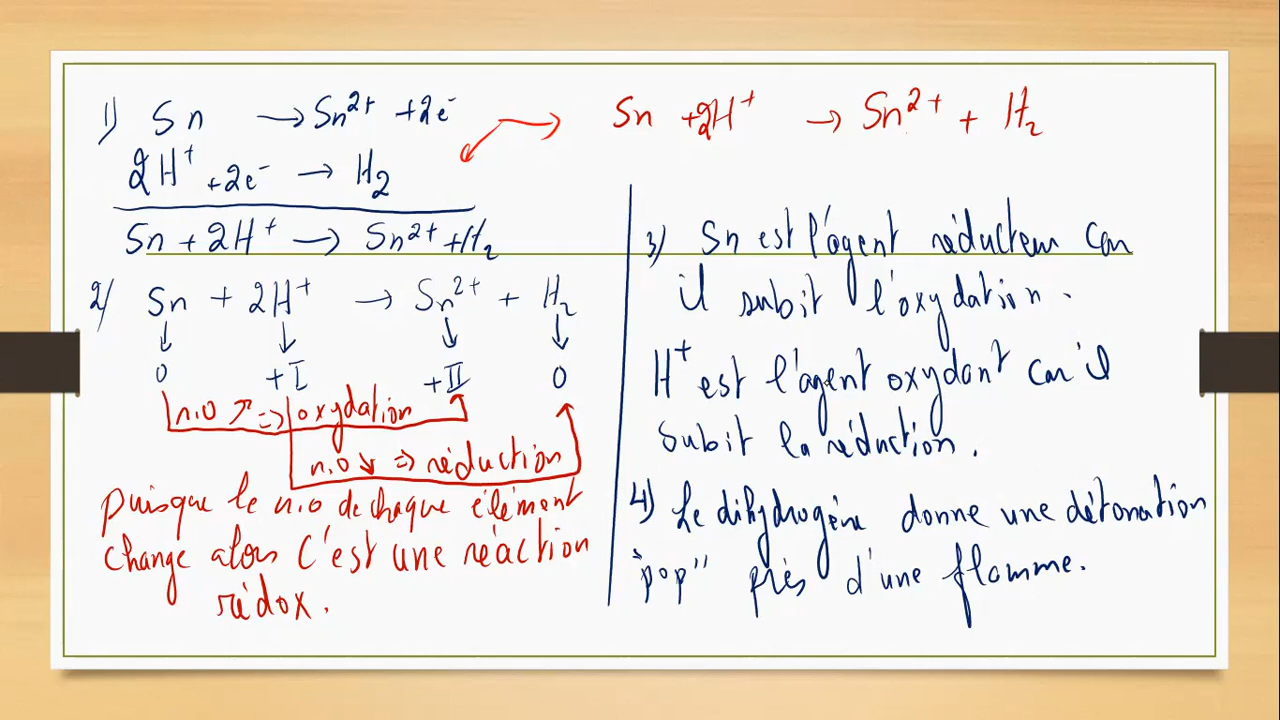 1) Sn → Sn²⁺ + 2e⁻
2H⁺ + 2e⁻ → H₂
Sn + 2H⁺ → Sn²⁺ + H₂
Sn + 2H⁺ → Sn²⁺ + H₂
2) Sn + 2H⁺ → Sn²⁺ + H₂
0 +I +II 0
n.o ↗ ⇒ oxydation
n.o ↘ ⇒ réduction
Puisque le n.o de chaque élément
change alors c'est une réaction
rédox.
3) Sn est l'agent réducteur car
il subit l'oxydation.
H⁺ est l'agent oxydant car il
subit la réduction.
4) Le dihydrogène donne une détonation
"pop" près d'une flamme.